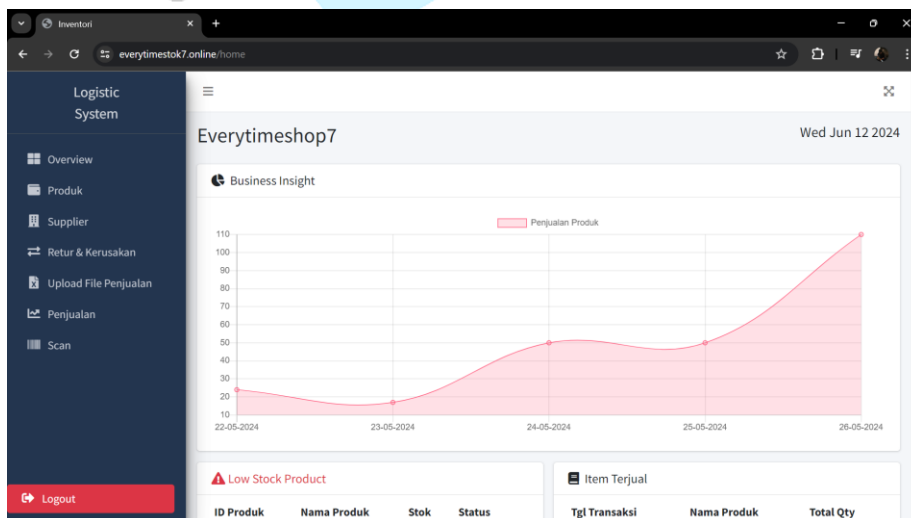 Inventori
everytimestok7.online/home
Logistic
System
Overview
Produk
Supplier
Retur & Kerusakan
Upload File Penjualan
Penjualan
Scan
Logout
Everytimeshop7
Wed Jun 12 2024
Business Insight
Penjualan Produk
110
100
90
80
70
60
50
40
30
20
10
22-05-2024 23-05-2024 24-05-2024 25-05-2024 26-05-2024
Low Stock Product
ID Produk Nama Produk Stok Status
Item Terjual
Tgl Transaksi Nama Produk Total Qty